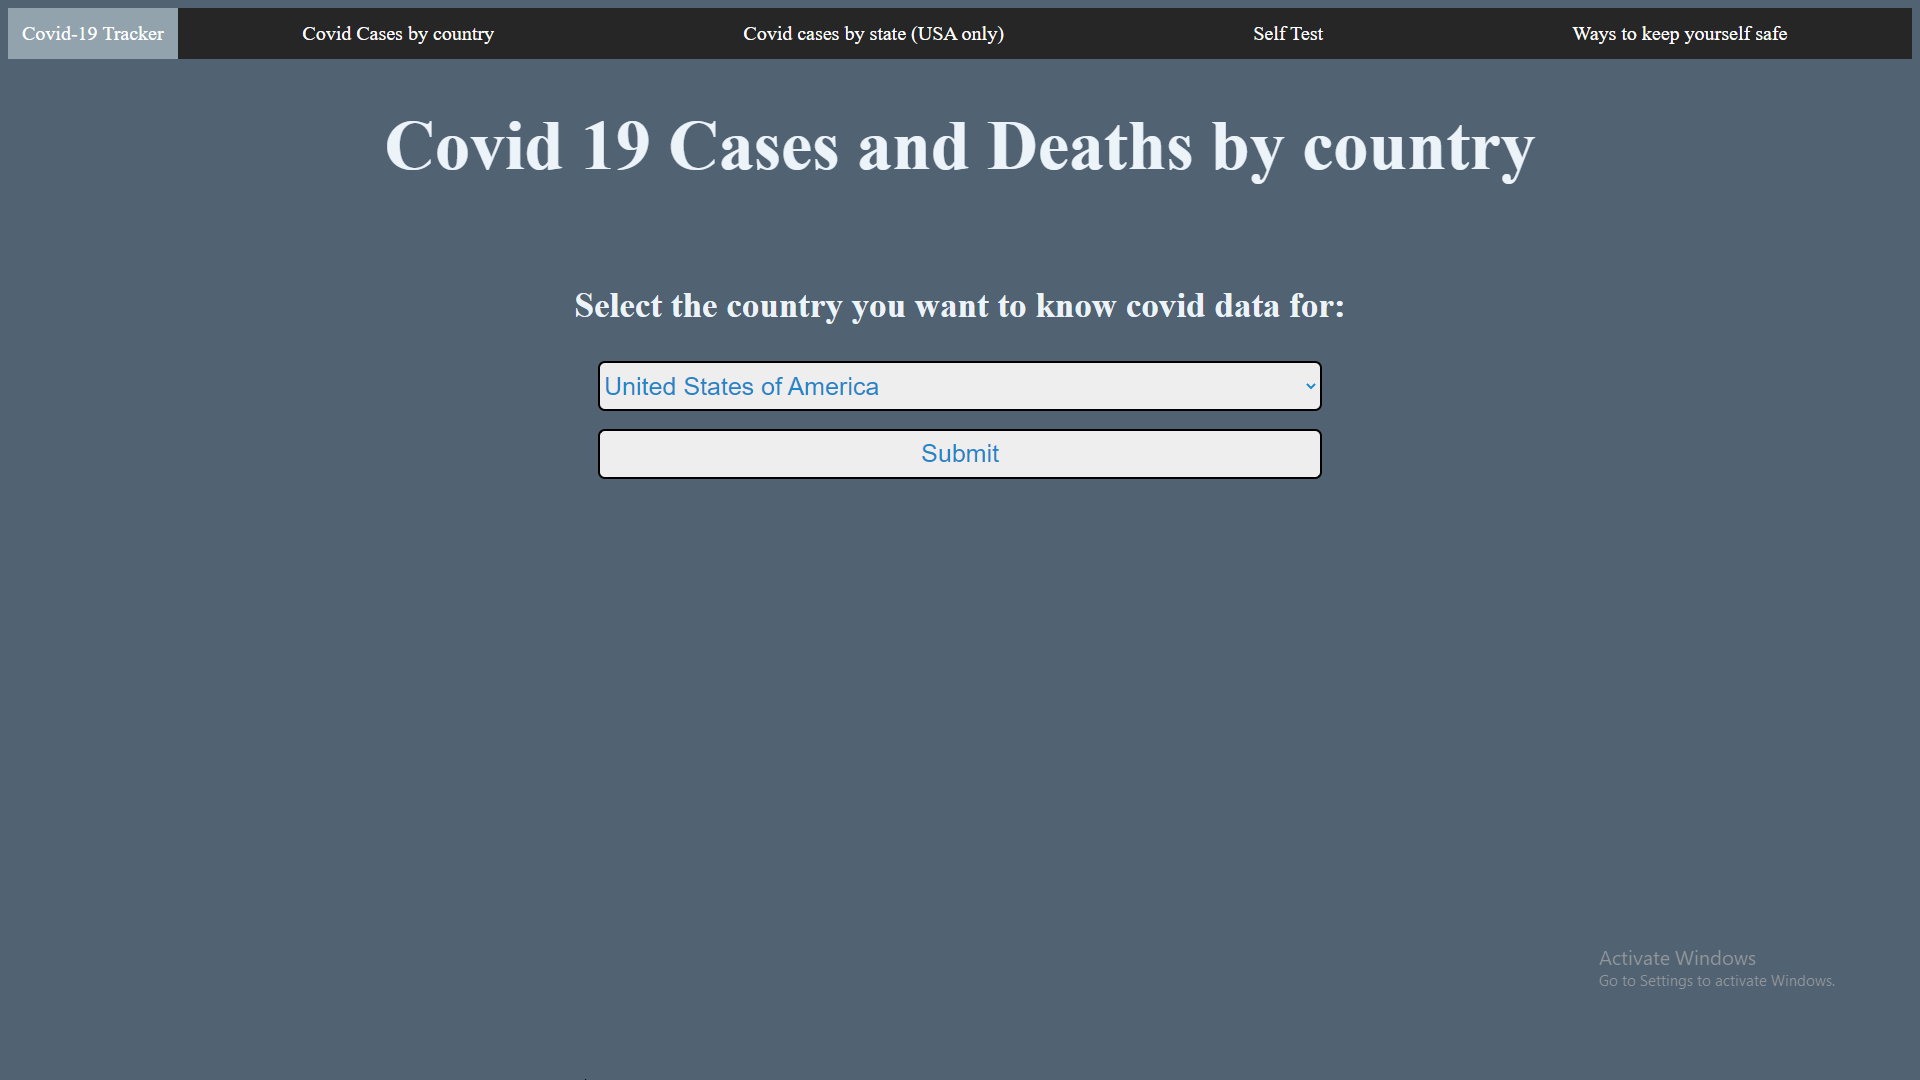 Covid-19 Tracker
Covid Cases by country
Covid cases by state (USA only)
Self Test
Ways to keep yourself safe
Covid 19 Cases and Deaths by country
Select the country you want to know covid data for:
United States of America
Submit
Activate Windows
Go to Settings to activate Windows.